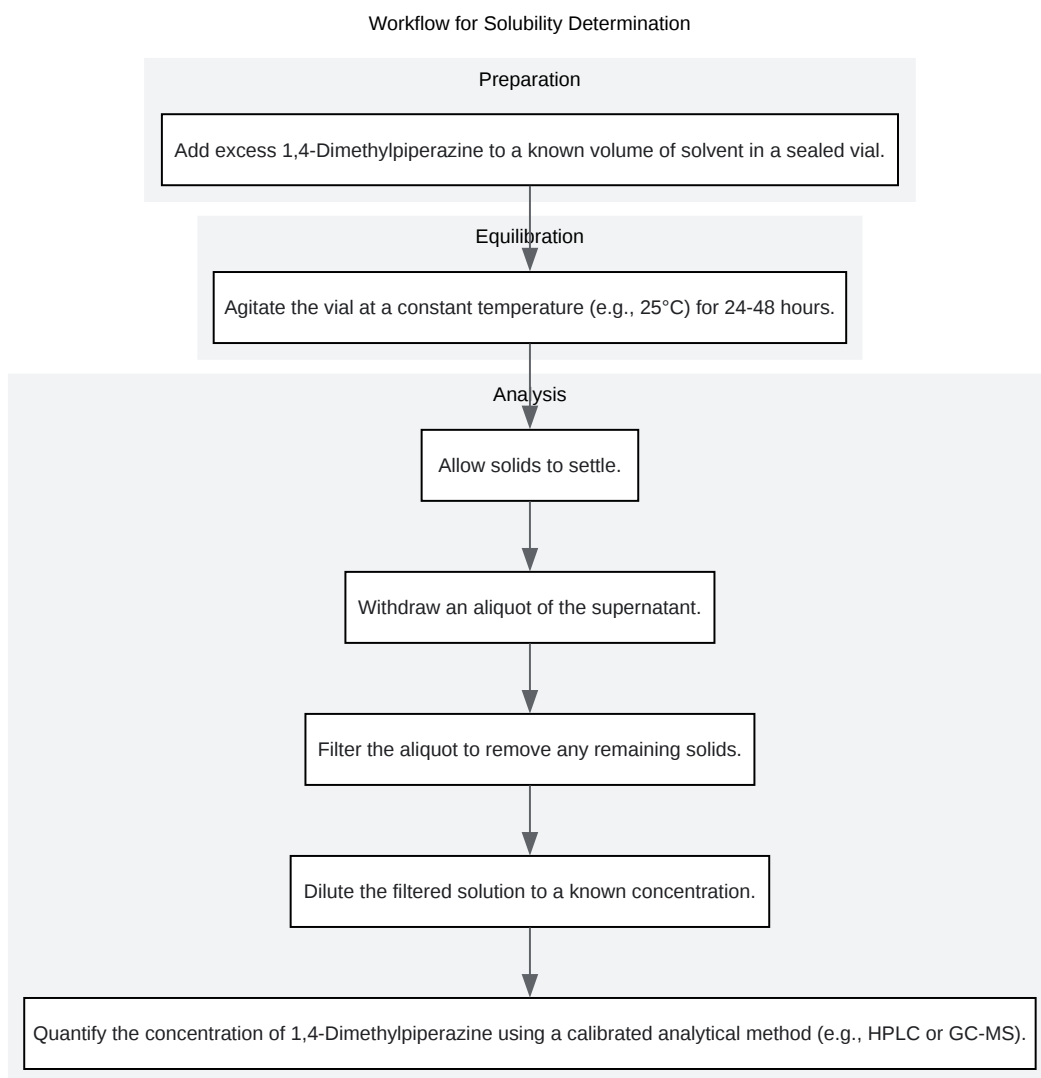 Workflow for Solubility Determination
Preparation
Add excess 1,4-Dimethylpiperazine to a known volume of solvent in a sealed vial.
Equilibration
Agitate the vial at a constant temperature (e.g., 25°C) for 24-48 hours.
Analysis
Allow solids to settle.
Withdraw an aliquot of the supernatant.
Filter the aliquot to remove any remaining solids.
Dilute the filtered solution to a known concentration.
Quantify the concentration of 1,4-Dimethylpiperazine using a calibrated analytical method (e.g., HPLC or GC-MS).